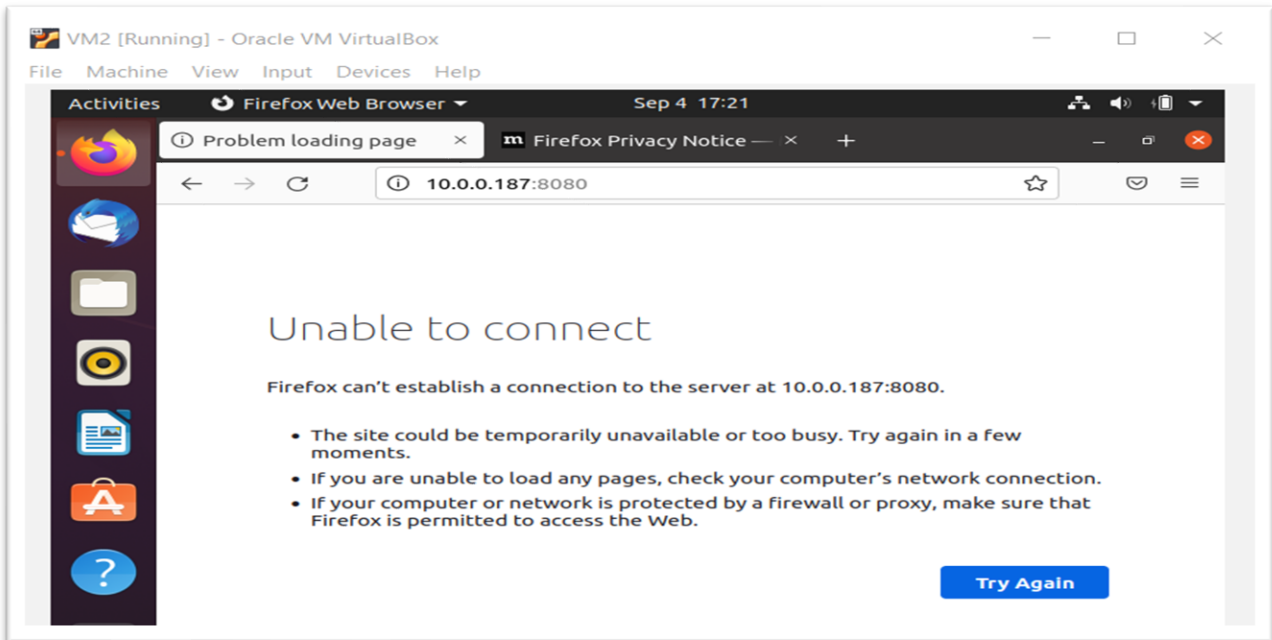 VM2 [Running] - Oracle VM VirtualBox
File Machine View Input Devices Help
Activities Firefox Web Browser Sep 4 17:21
Problem loading page m Firefox Privacy Notice —
10.0.0.187:8080
Unable to connect
Firefox can't establish a connection to the server at 10.0.0.187:8080.
• The site could be temporarily unavailable or too busy. Try again in a few
moments.
• If you are unable to load any pages, check your computer's network connection.
• If your computer or network is protected by a firewall or proxy, make sure that
Firefox is permitted to access the Web.
Try Again